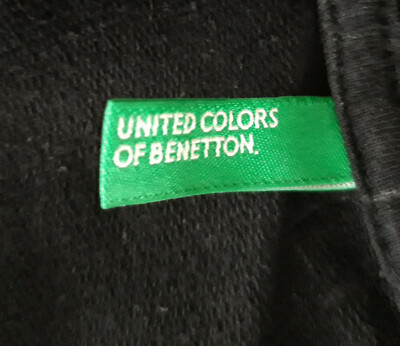 UNITED COLORS
OF BENETTON.